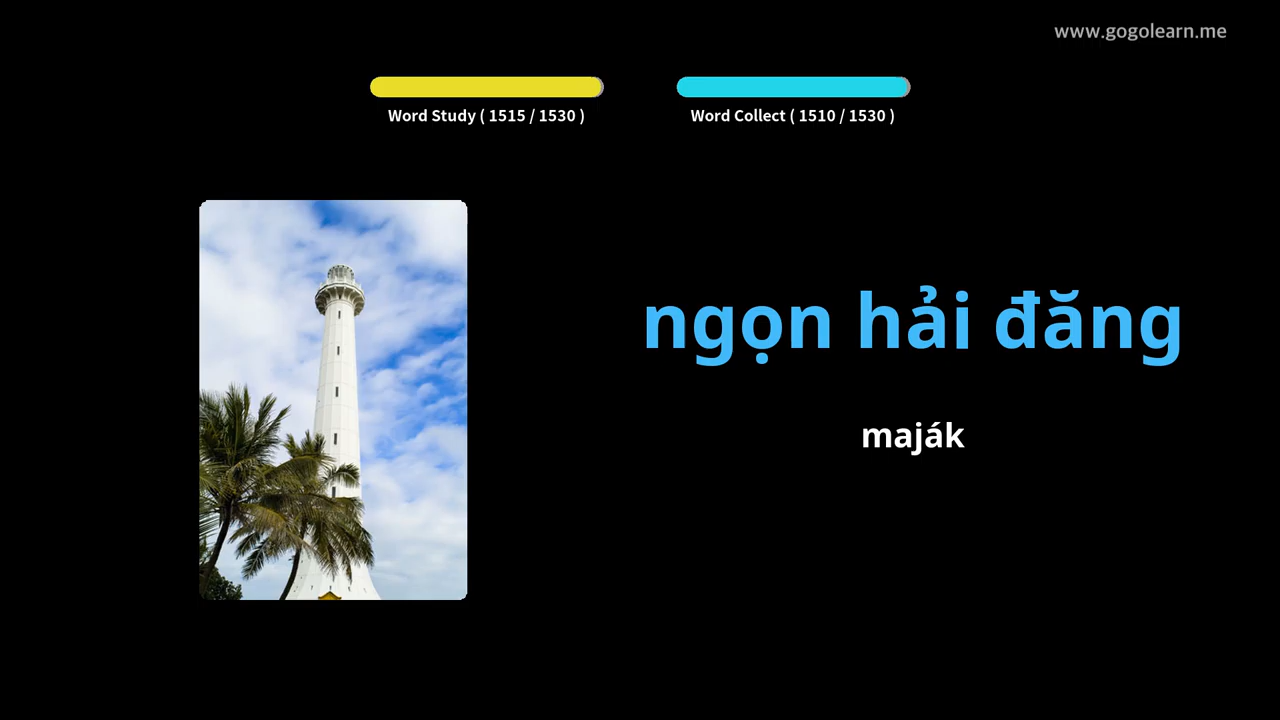 www.gogolearn.me
Word Study ( 1515 / 1530 )
Word Collect ( 1510 / 1530 )
ngọn hải đăng
maják